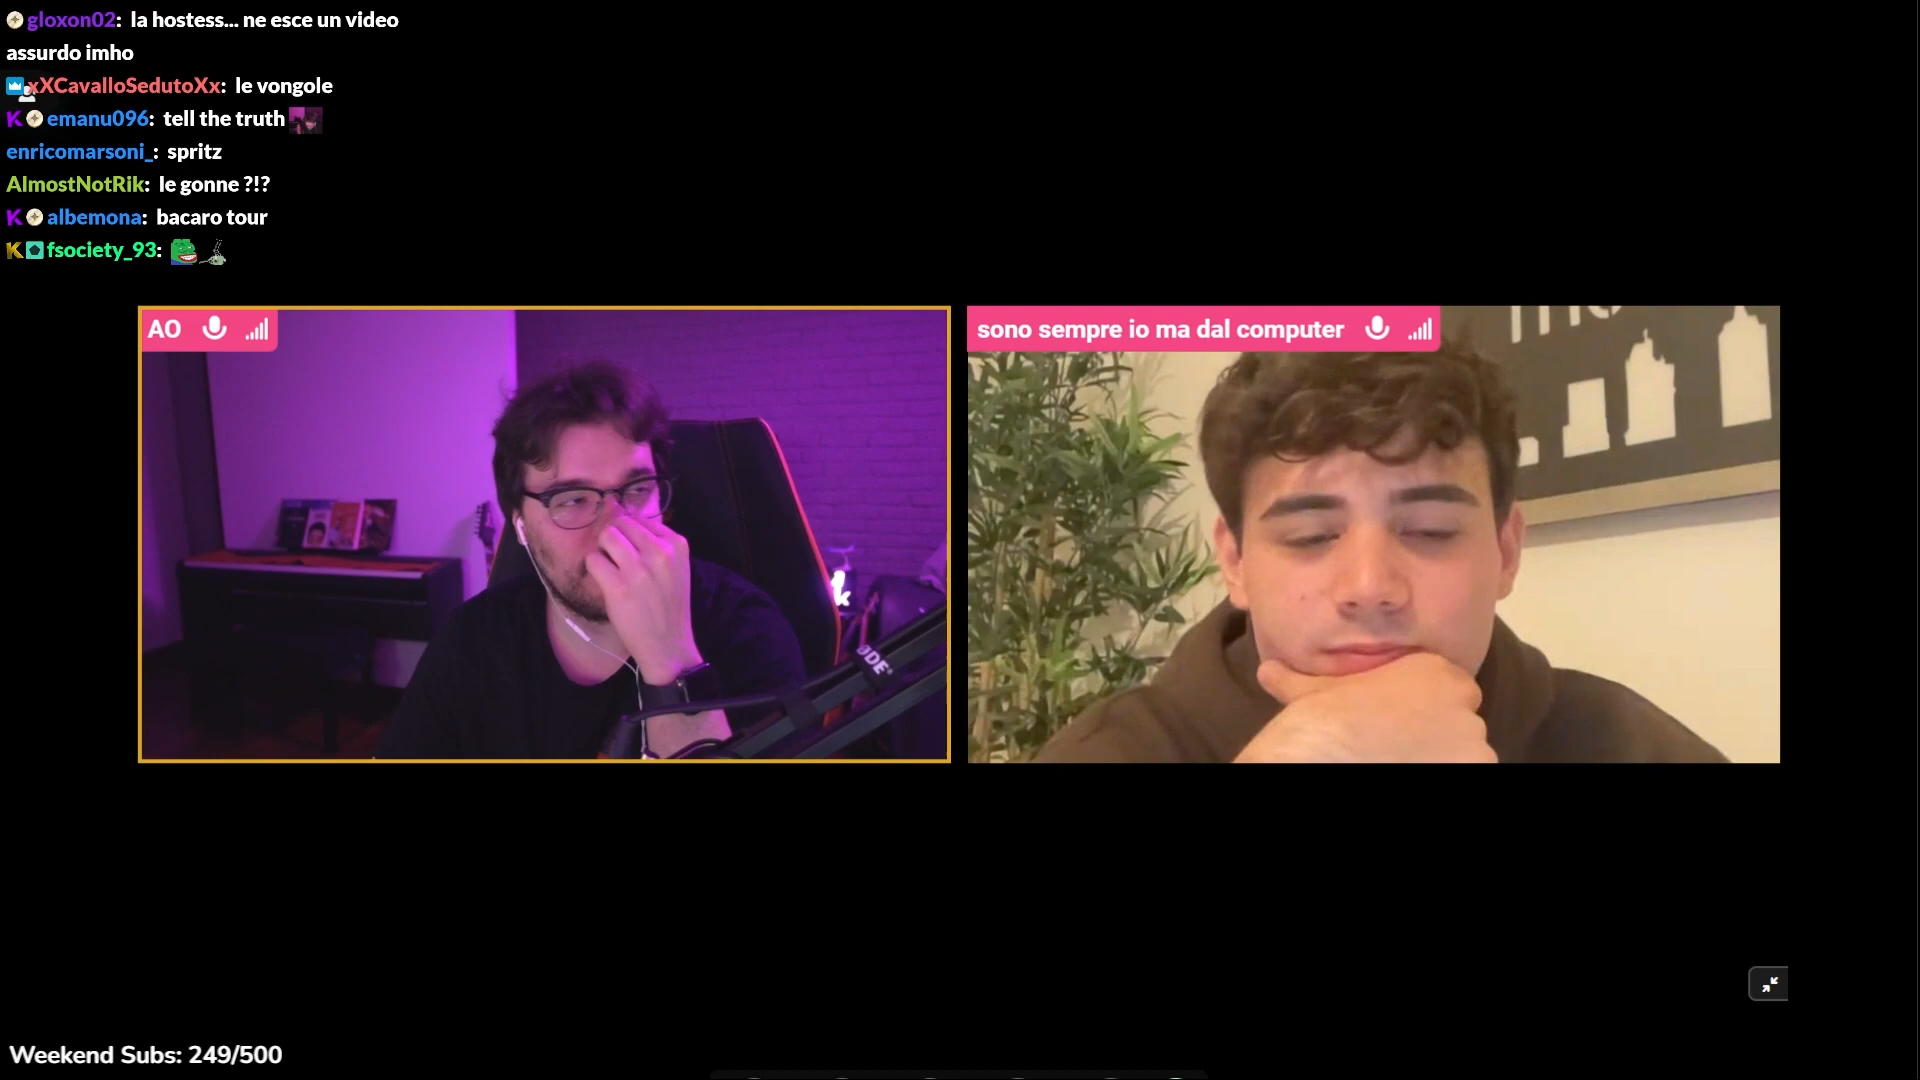 gloxon02: la hostess... ne esce un video
assurdo imho
xXCavalloSedutoXx: le vongole
emanu096: tell the truth
enricomarsoni_: spritz
AlmostNotRik: le gonne ?!?
albemona: bacaro tour
fsociety_93:
AO
sono sempre io ma dal computer
Weekend Subs: 249/500